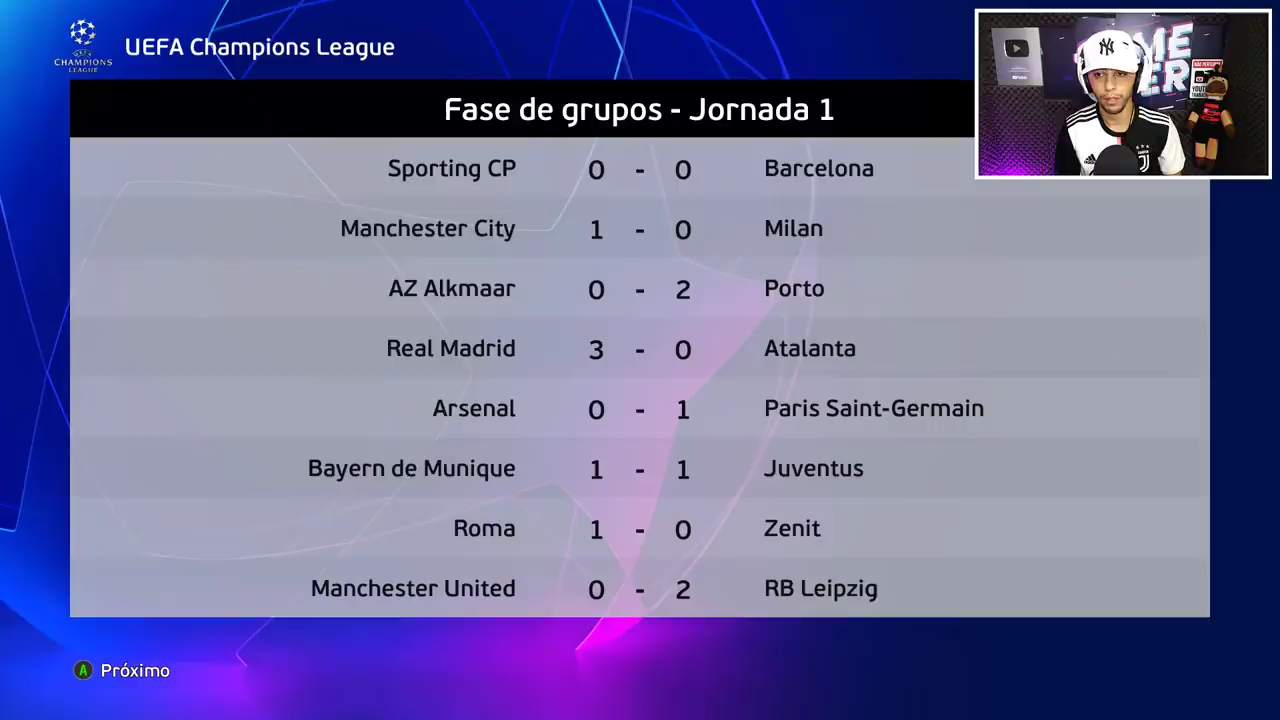 UEFA CHAMPIONS LEAGUE
UEFA Champions League
Fase de grupos - Jornada 1
Sporting CP 0 - 0 Barcelona
Manchester City 1 - 0 Milan
AZ Alkmaar 0 - 2 Porto
Real Madrid 3 - 0 Atalanta
Arsenal 0 - 1 Paris Saint-Germain
Bayern de Munique 1 - 1 Juventus
Roma 1 - 0 Zenit
Manchester United 0 - 2 RB Leipzig
A Próximo